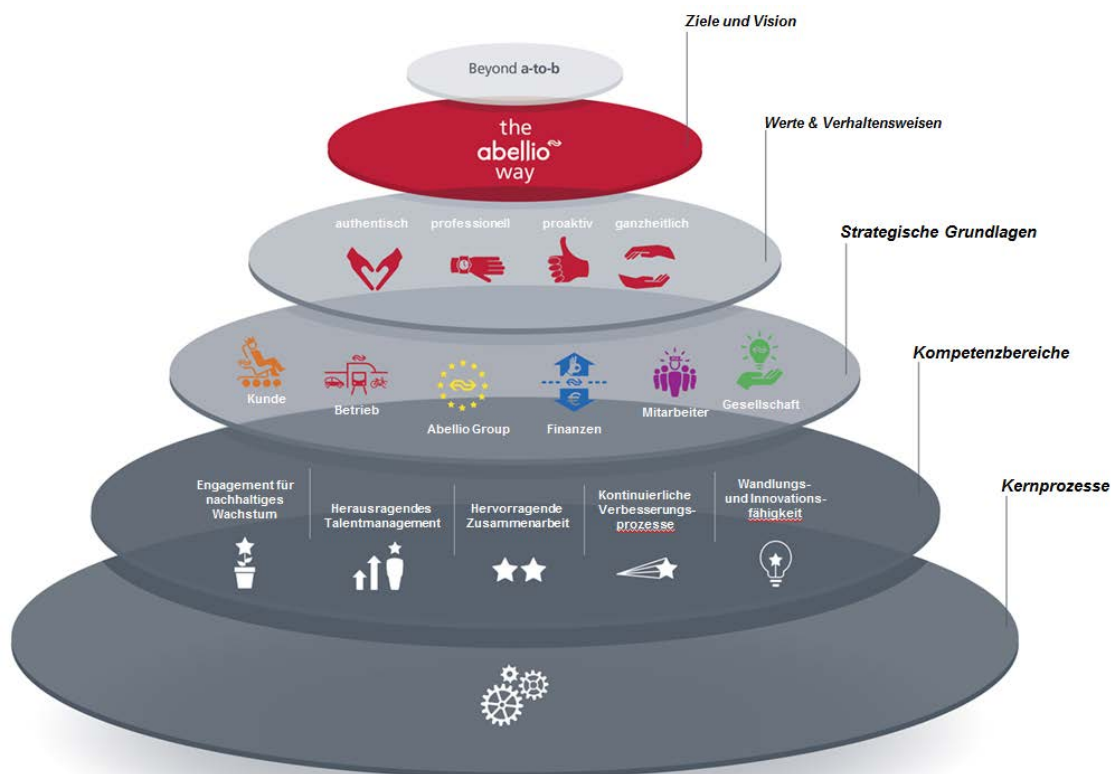 Ziele und Vision
Beyond a-to-b
the
abellio
way
Werte & Verhaltensweisen
authentisch professionell proaktiv ganzheitlich
Strategische Grundlagen
Kunde
Betrieb
Abellio Group
Finanzen
Mitarbeiter
Gesellschaft
Kompetenzbereiche
Engagement für
nachhaltiges
Wachstum
Herausragendes
Talentmanagement
Hervorragende
Zusammenarbeit
Kontinuierliche
Verbesserungs-
prozesse
Wandlungs-
und Innovations-
fähigkeit
Kernprozesse